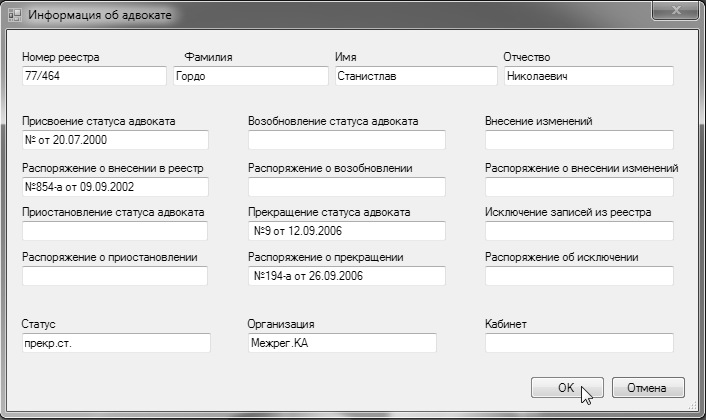 Информация об адвокате
Номер реестра Фамилия Имя Отчество
77/464 Гордо Станистлав Николаевич
Присвоение статуса адвоката Возобновление статуса адвоката Внесение изменений
№ от 20.07.2000
Распоряжение о внесении в реестр Распоряжение о возобновлении Распоряжение о внесении изменений
№854-а от 09.09.2002
Приостановление статуса адвоката Прекращение статуса адвоката Исключение записей из реестра
№9 от 12.09.2006
Распоряжение о приостановлении Распоряжение о прекращении Распоряжение об исключении
№194-а от 26.09.2006
Статус Организация Кабинет
прекр.ст. Межрег.КА
OK Отмена